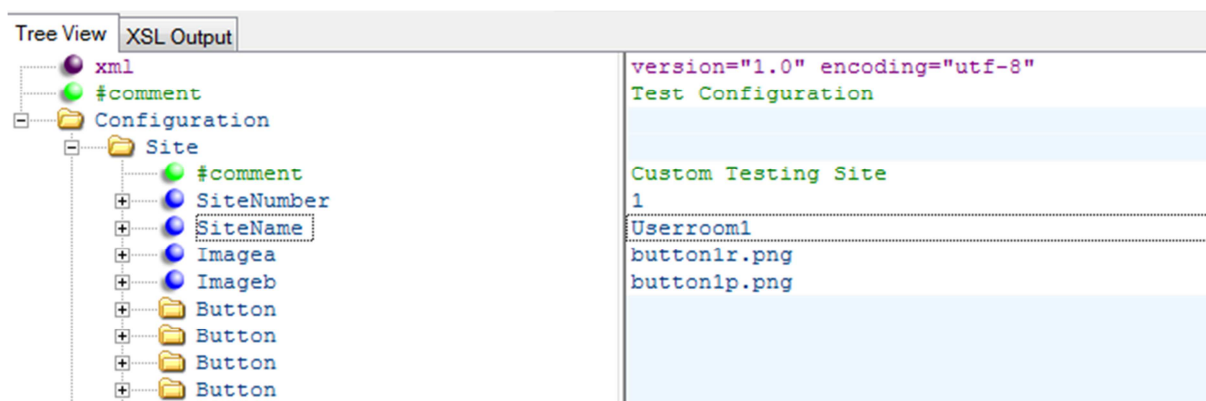 Tree View XSL Output
xml version="1.0" encoding="utf-8"
#comment Test Configuration
Configuration
Site
#comment Custom Testing Site
SiteNumber 1
SiteName Userroom1
Imagea button1r.png
Imageb button1p.png
Button
Button
Button
Button